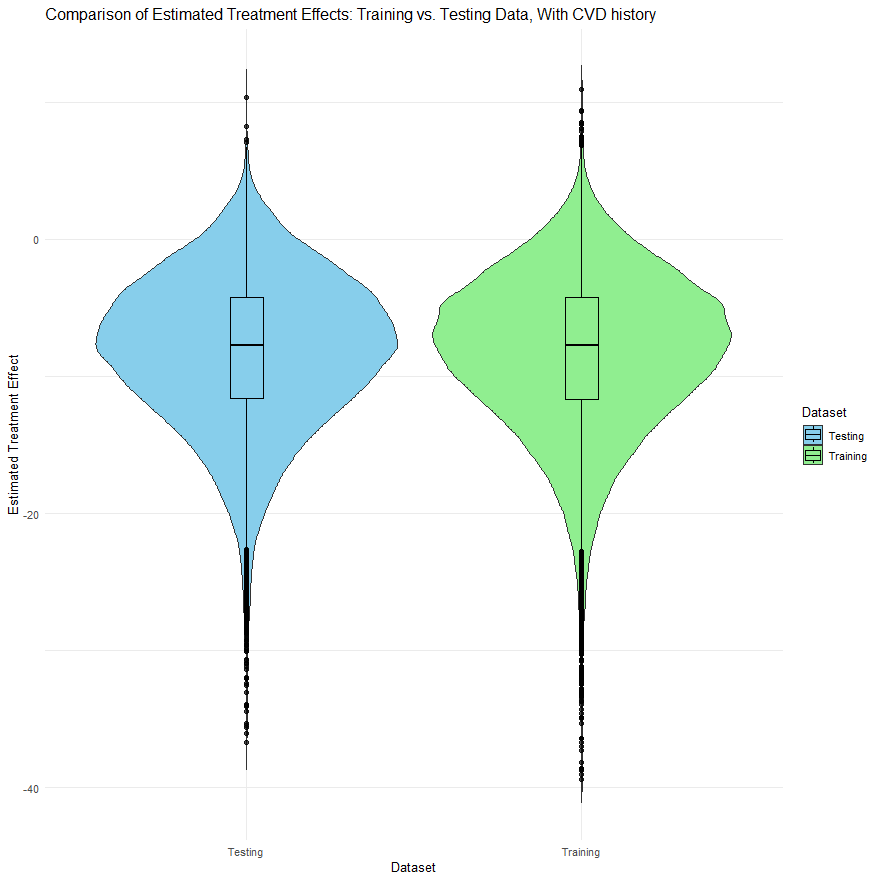 Comparison of Estimated Treatment Effects: Training vs. Testing Data, With CVD history
Estimated Treatment Effect
0
-20
-40
Testing
Training
Dataset
Dataset
Testing
Training